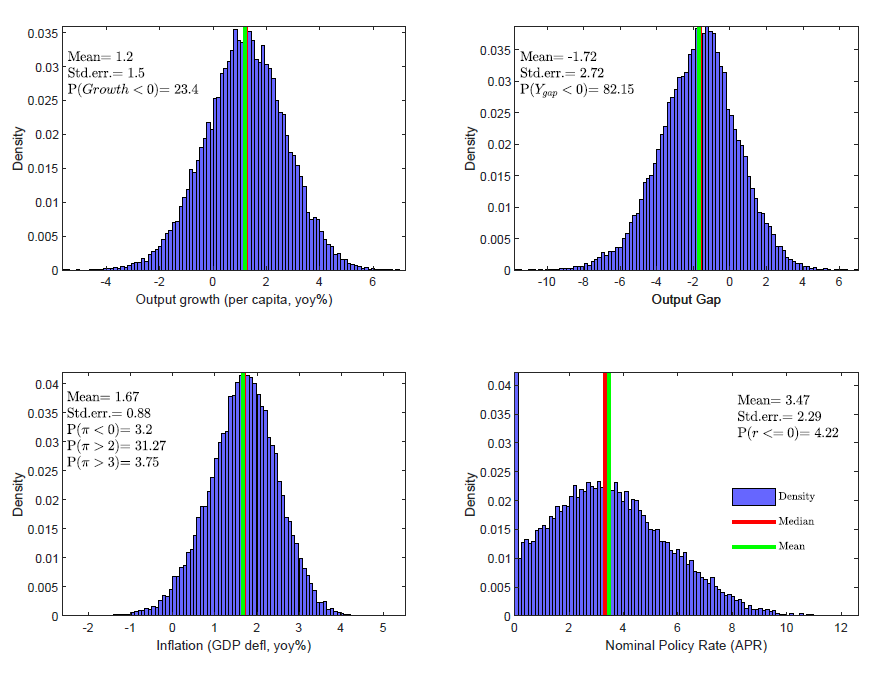 0.035
0.03
0.025
0.02
0.015
0.01
0.005
0
Density
Mean= 1.2
Std.err.= 1.5
P(Growth < 0)= 23.4
-4 -2 0 2 4 6
Output growth (per capita, yoy%)
0.035
0.03
0.025
0.02
0.015
0.01
0.005
0
Density
Mean= -1.72
Std.err.= 2.72
P(Y_gap < 0)= 82.15
-10 -8 -6 -4 -2 0 2 4 6
Output Gap
0.04
0.035
0.03
0.025
0.02
0.015
0.01
0.005
0
Density
Mean= 1.67
Std.err.= 0.88
P(π < 0)= 3.2
P(π > 2)= 31.27
P(π > 3)= 3.75
-2 -1 0 1 2 3 4 5
Inflation (GDP defl, yoy%)
0.04
0.035
0.03
0.025
0.02
0.015
0.01
0.005
0
Density
Mean= 3.47
Std.err.= 2.29
P(r <= 0)= 4.22
Density
Median
Mean
0 2 4 6 8 10 12
Nominal Policy Rate (APR)